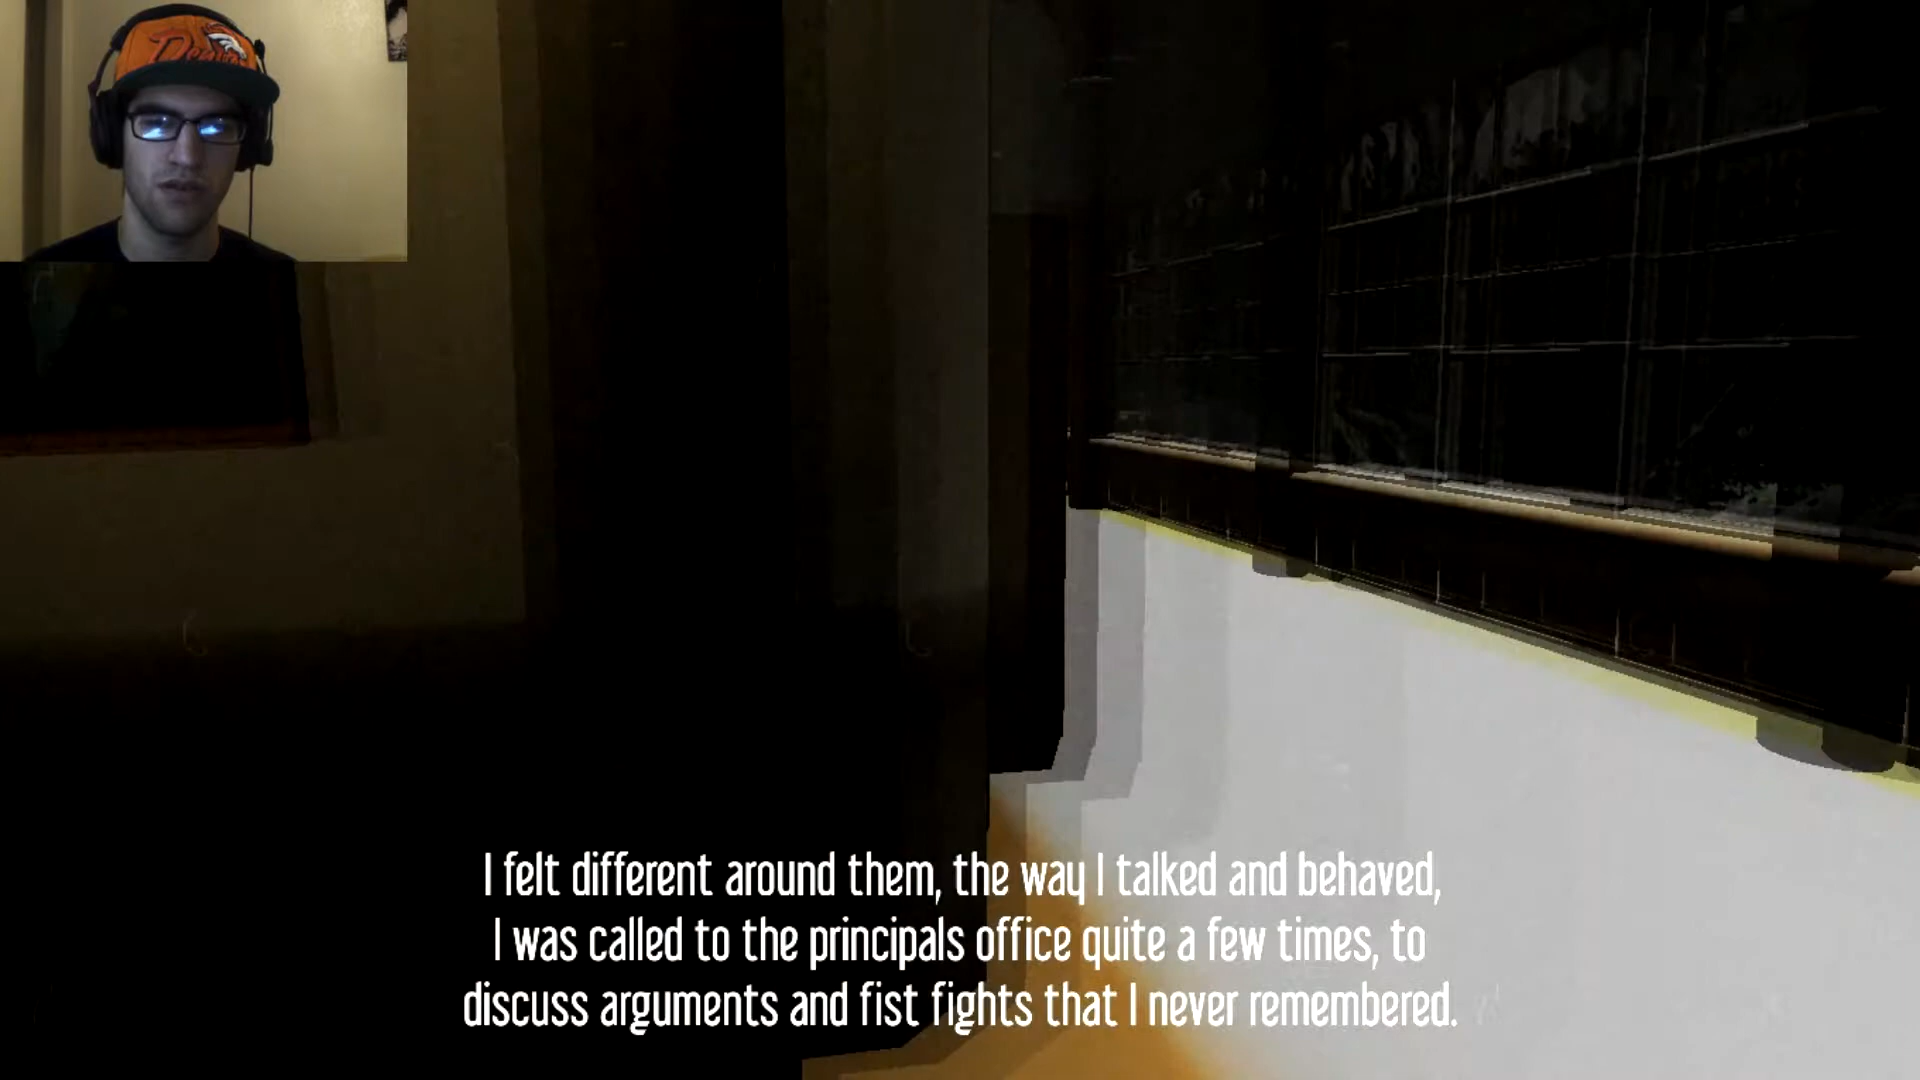 Denver
I felt different around them, the way I talked and behaved,
I was called to the principals office quite a few times, to
discuss arguments and fist fights that I never remembered.